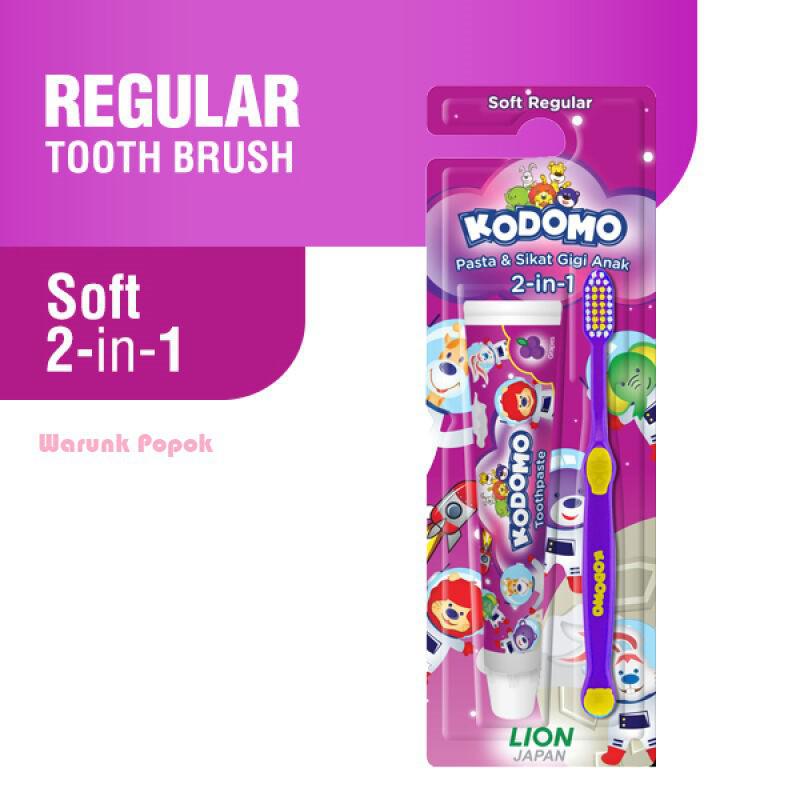 REGULAR
TOOTH BRUSH
Soft
2-in-1
Warunk Popok
Soft Regular
KODOMO
Pasta & Sikat Gigi Anak
2-in-1
Grapes
KODOMO
Toothpaste
KODOMO
LION
JAPAN